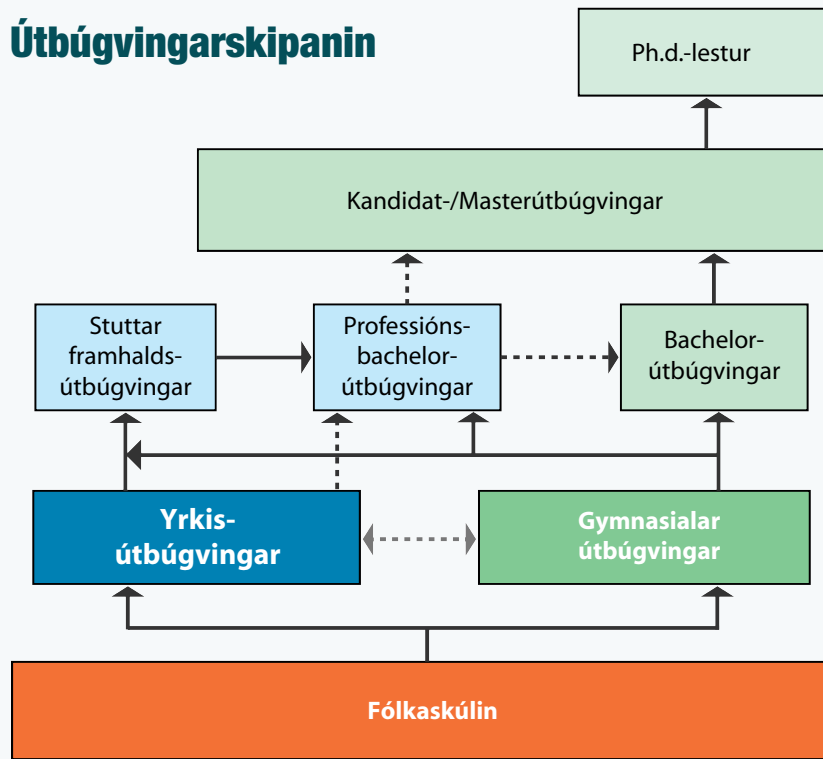 Útbúgvingarskipanin
Ph.d.-lestur
Kandidat-/Masterútbúgvingar
Stuttar
framhalds-
útbúgvingar
Professións-
bachelor-
útbúgvingar
Bachelor-
útbúgvingar
Yrkis-
útbúgvingar
Gymnasialar
útbúgvingar
Fólkaskúlin